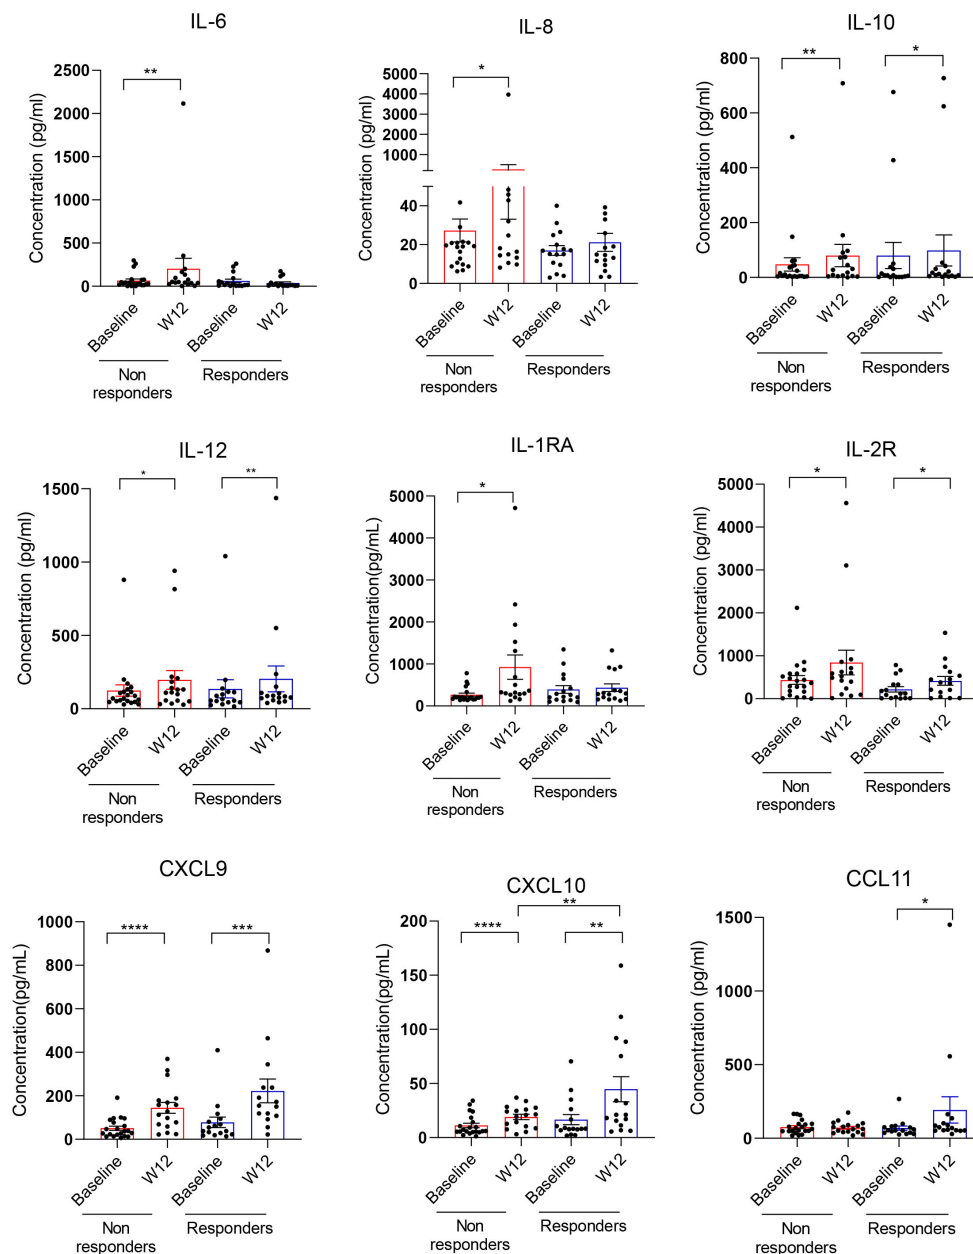 IL-6
**
Concentration (pg/ml)
2500
2000
1500
1000
500
0
Baseline
W12
Baseline
W12
Non
responders
Responders
IL-8
*
Concentration (pg/ml)
5000
4000
3000
2000
1000
40
20
0
Baseline
W12
Baseline
W12
Non
responders
Responders
IL-10
**
*
Concentration (pg/ml)
800
600
400
200
0
Baseline
W12
Baseline
W12
Non
responders
Responders
IL-12
*
**
Concentration (pg/ml)
1500
1000
500
0
Baseline
W12
Baseline
W12
Non
responders
Responders
IL-1RA
*
Concentration(pg/mL)
5000
4000
3000
2000
1000
0
Baseline
W12
Baseline
W12
Non
responders
Responders
IL-2R
*
*
Concentration (pg/ml)
5000
4000
3000
2000
1000
0
Baseline
W12
Baseline
W12
Non
responders
Responders
CXCL9
****
***
Concentration(pg/mL)
1000
800
600
400
200
0
Baseline
W12
Baseline
W12
Non
responders
Responders
CXCL10
**
****
**
Concentration(pg/mL)
200
150
100
50
0
Baseline
W12
Baseline
W12
Non
responders
Responders
CCL11
*
Concentration (pg/ml)
1500
1000
500
0
Baseline
W12
Baseline
W12
Non
responders
Responders